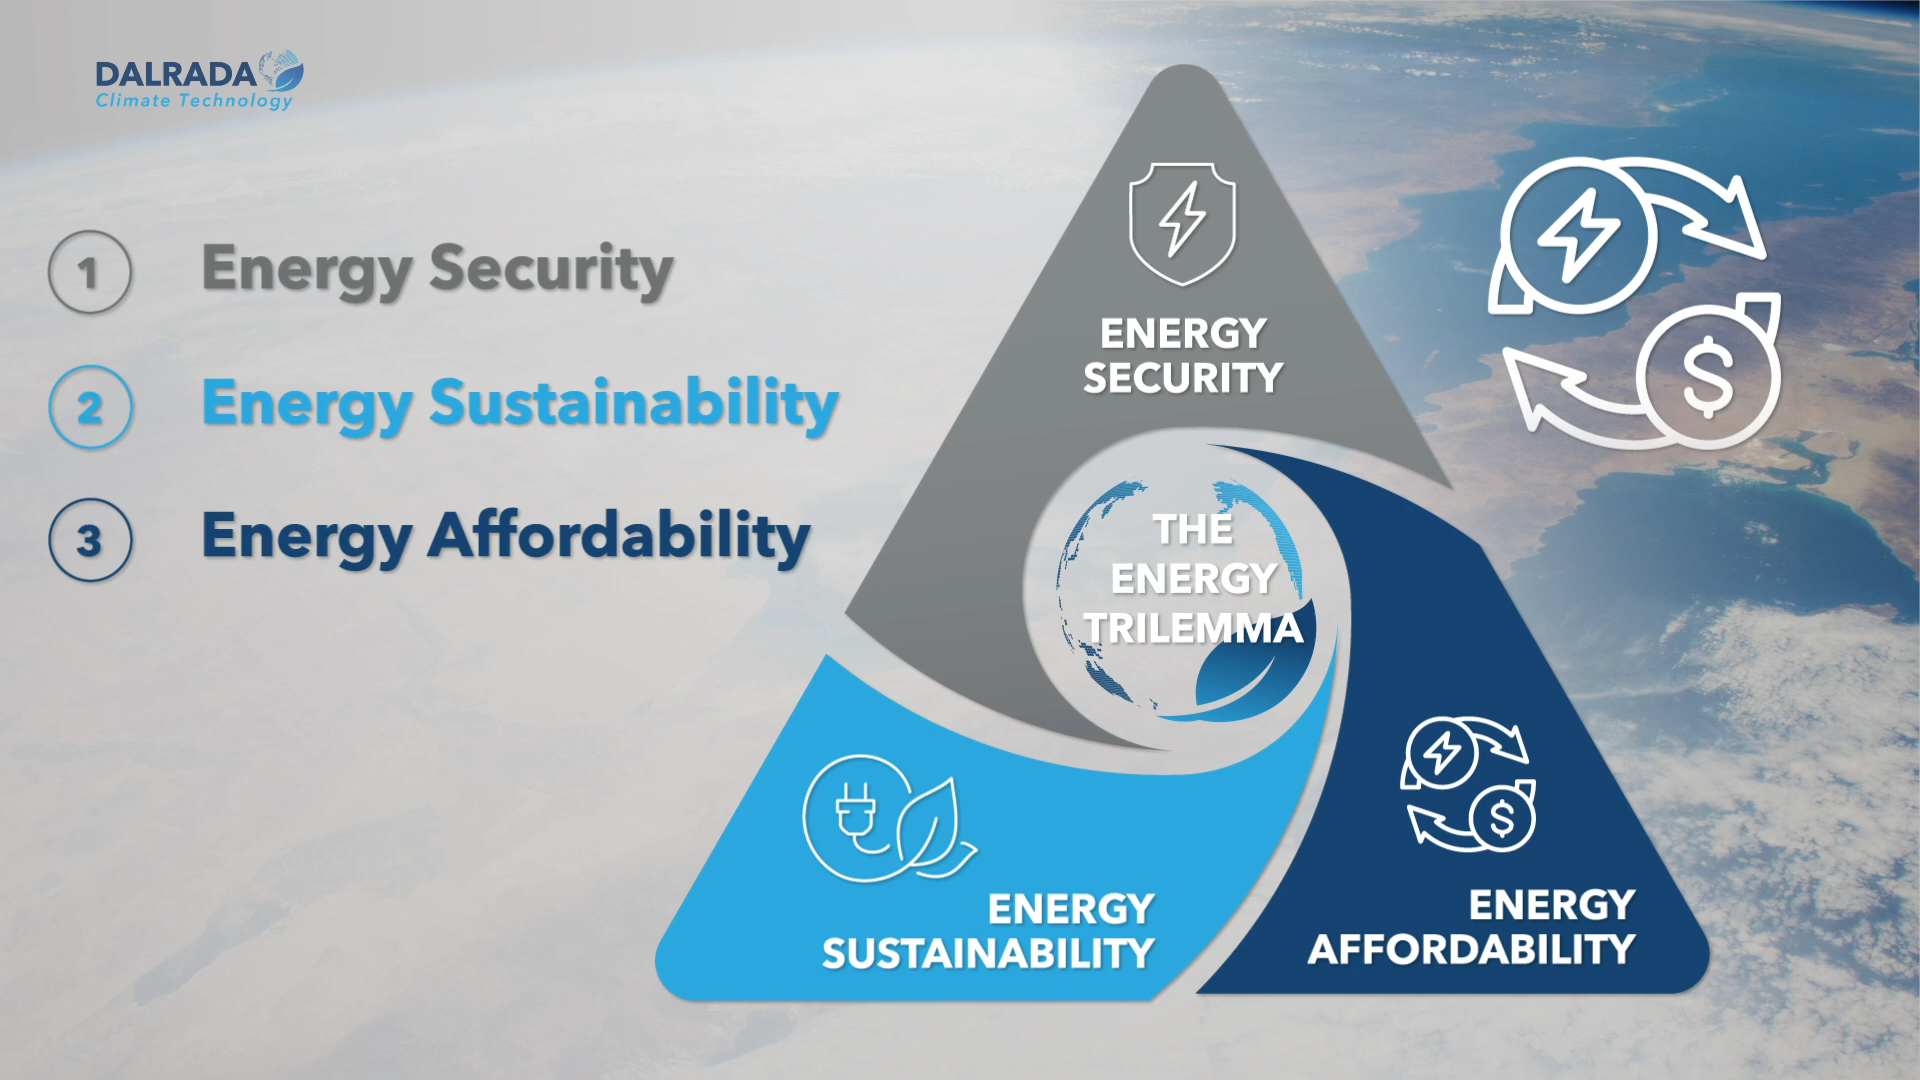 DALRADA
Climate Technology
1 Energy Security
2 Energy Sustainability
3 Energy Affordability
ENERGY
SECURITY
THE
ENERGY
TRILEMMA
ENERGY
SUSTAINABILITY
$
ENERGY
AFFORDABILITY
$